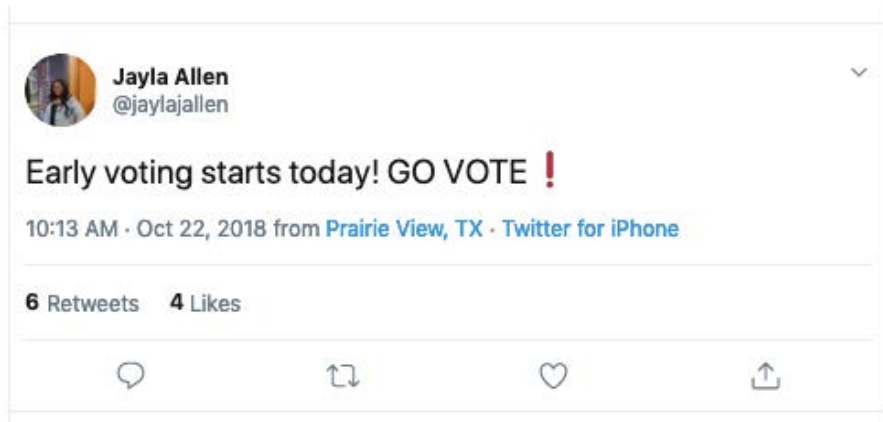 Jayla Allen
@jaylajallen
Early voting starts today! GO VOTE❗
10:13 AM · Oct 22, 2018 from Prairie View, TX · Twitter for iPhone
6 Retweets 4 Likes